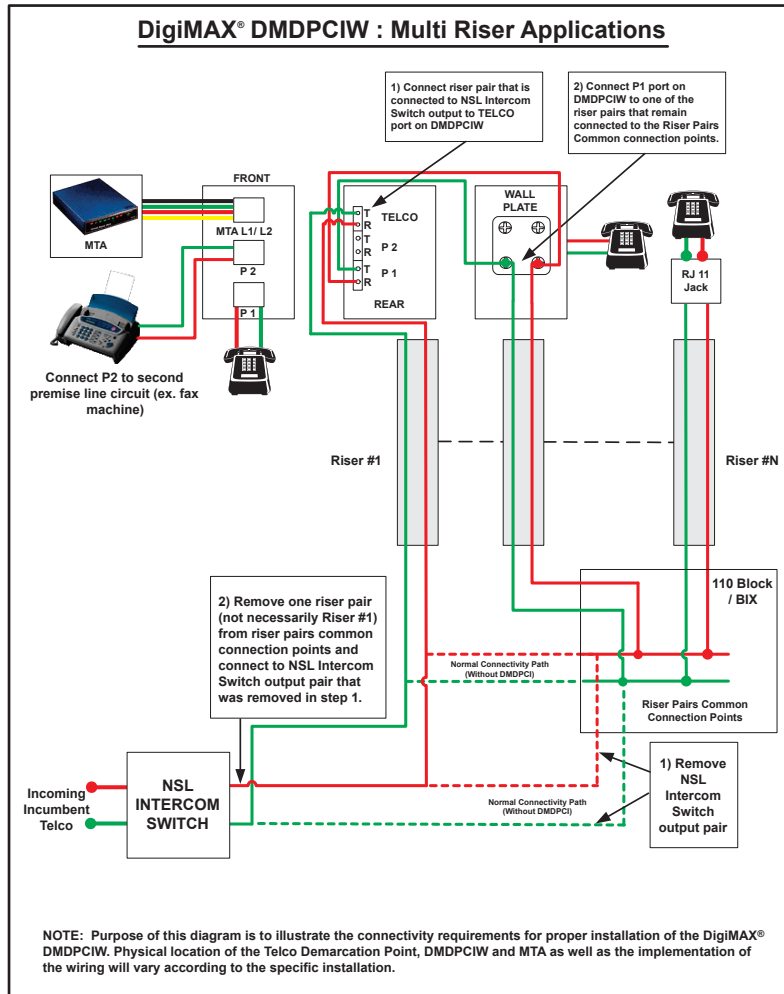 DigiMAX® DMDPCIW : Multi Riser Applications
1) Connect riser pair that is
connected to NSL Intercom
Switch output to TELCO
port on DMDPCIW
2) Connect P1 port on
DMDPCIW to one of the
riser pairs that remain
connected to the Riser Pairs
Common connection points.
FRONT
MTA
MTA L1/ L2
P 2
P 1
Connect P2 to second
premise line circuit (ex. fax
machine)
T
R
TELCO
T
R
P 2
T
R
P 1
REAR
WALL
PLATE
RJ 11
Jack
Riser #1
Riser #N
110 Block
/ BIX
2) Remove one riser pair
(not necessarily Riser #1)
from riser pairs common
connection points and
connect to NSL Intercom
Switch output pair that
was removed in step 1.
Normal Connectivity Path
(Without DMDPCI)
Riser Pairs Common
Connection Points
Incoming
Incumbent
Telco
NSL
INTERCOM
SWITCH
Normal Connectivity Path
(Without DMDPCI)
1) Remove
NSL
Intercom
Switch
output pair
NOTE: Purpose of this diagram is to illustrate the connectivity requirements for proper installation of the DigiMAX®
DMDPCIW. Physical location of the Telco Demarcation Point, DMDPCIW and MTA as well as the implementation of
the wiring will vary according to the specific installation.